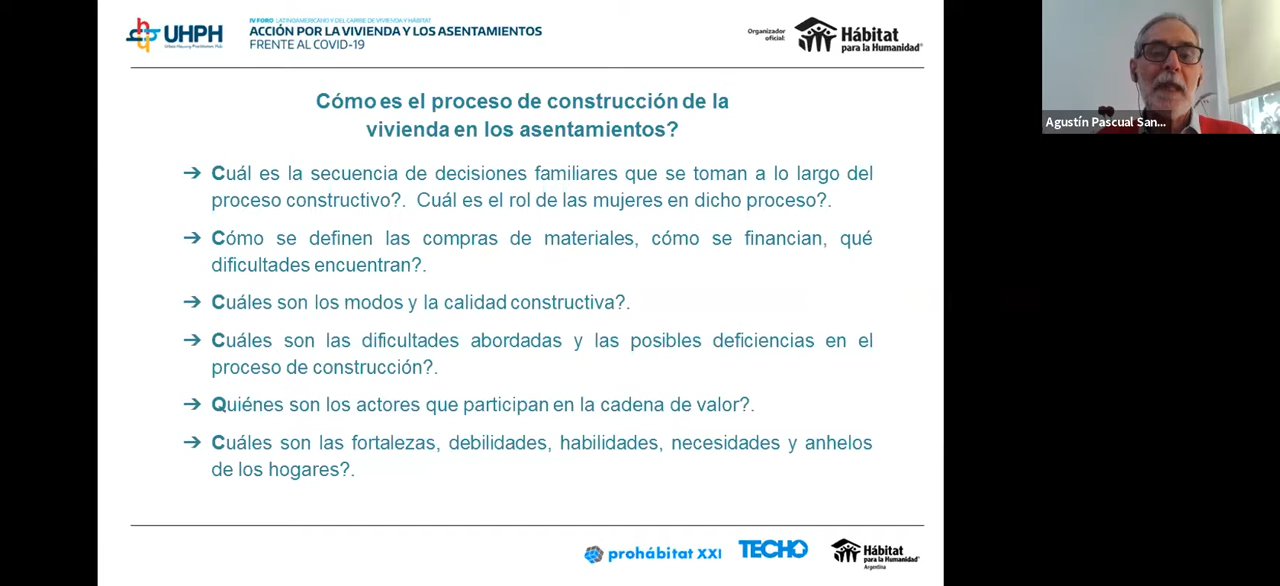 UHPH
Urban Housing Practitioners Hub
IV FORO LATINOAMERICANO Y DEL CARIBE DE VIVIENDA Y HÁBITAT
ACCIÓN POR LA VIVIENDA Y LOS ASENTAMIENTOS
FRENTE AL COVID-19
Organizador
oficial:
Hábitat
para la Humanidad®
Agustín Pascual San...
Cómo es el proceso de construcción de la
vivienda en los asentamientos?
➔ Cuál es la secuencia de decisiones familiares que se toman a lo largo del
proceso constructivo?. Cuál es el rol de las mujeres en dicho proceso?.
➔ Cómo se definen las compras de materiales, cómo se financian, qué
dificultades encuentran?.
➔ Cuáles son los modos y la calidad constructiva?.
➔ Cuáles son las dificultades abordadas y las posibles deficiencias en el
proceso de construcción?.
➔ Quiénes son los actores que participan en la cadena de valor?.
➔ Cuáles son las fortalezas, debilidades, habilidades, necesidades y anhelos
de los hogares?.
prohábitat XXI
TECHO
Hábitat
para la Humanidad®
Argentina